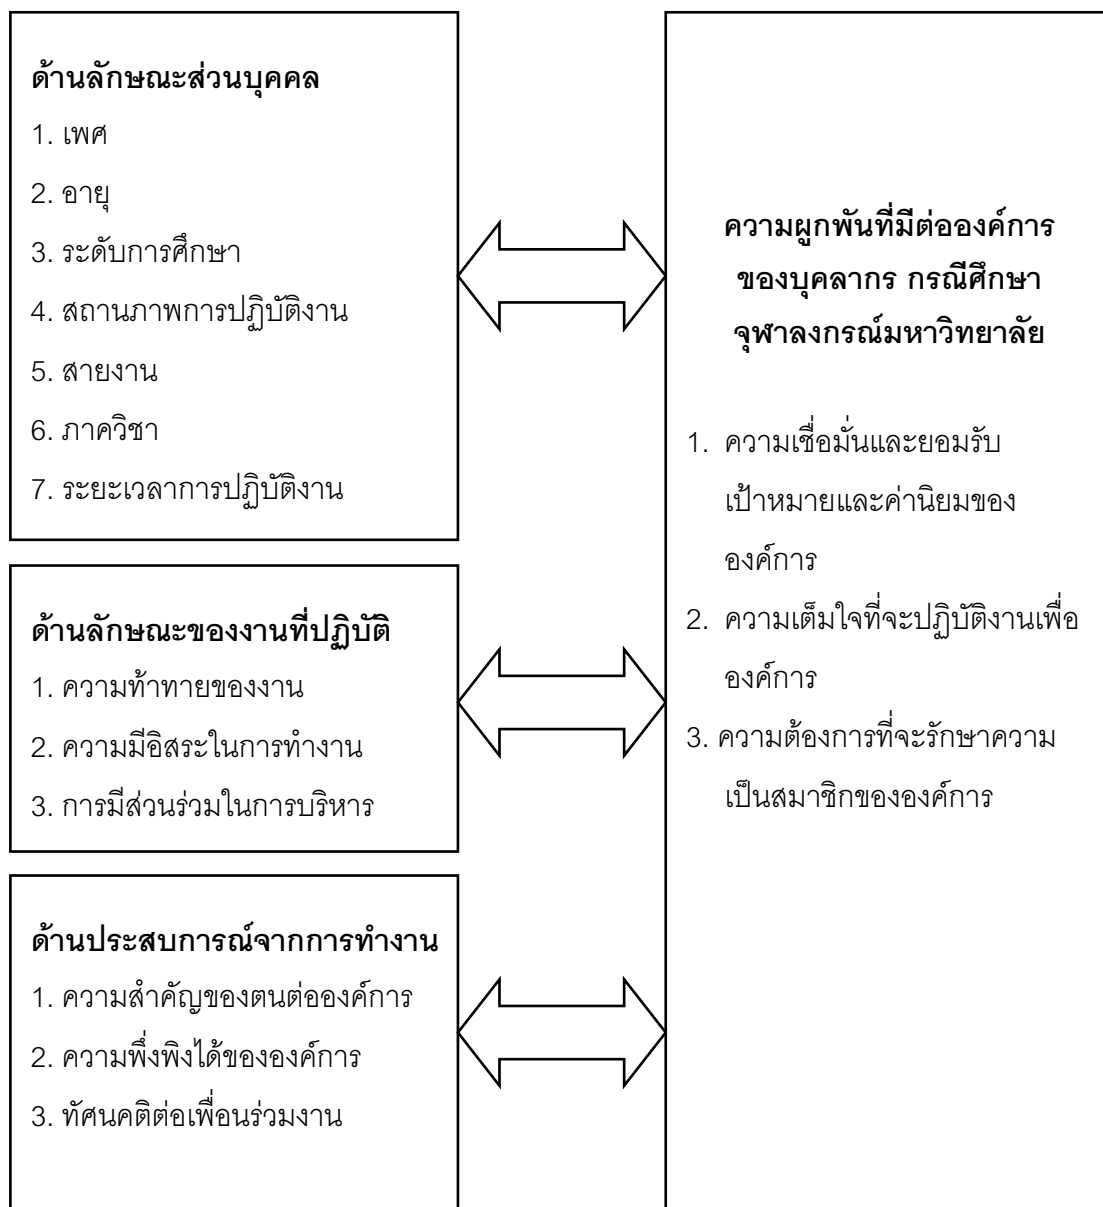 ด้านลักษณะส่วนบุคคล
1. เพศ
2. อายุ
3. ระดับการศึกษา
4. สถานภาพการปฏิบัติงาน
5. สายงาน
6. ภาควิชา
7. ระยะเวลาการปฏิบัติงาน
ด้านลักษณะของงานที่ปฏิบัติ
1. ความท้าทายของงาน
2. ความมีอิสระในการทำงาน
3. การมีส่วนร่วมในการบริหาร
ด้านประสบการณ์จากการทำงาน
1. ความสำคัญของตนต่อองค์การ
2. ความพึ่งพิงได้ขององค์การ
3. ทัศนคติต่อเพื่อนร่วมงาน
ความผูกพันที่มีต่อองค์การ
ของบุคลากร กรณีศึกษา
จุฬาลงกรณ์มหาวิทยาลัย
1. ความเชื่อมั่นและยอมรับ
เป้าหมายและค่านิยมของ
องค์การ
2. ความเต็มใจที่จะปฏิบัติงานเพื่อ
องค์การ
3. ความต้องการที่จะรักษาความ
เป็นสมาชิกขององค์การ